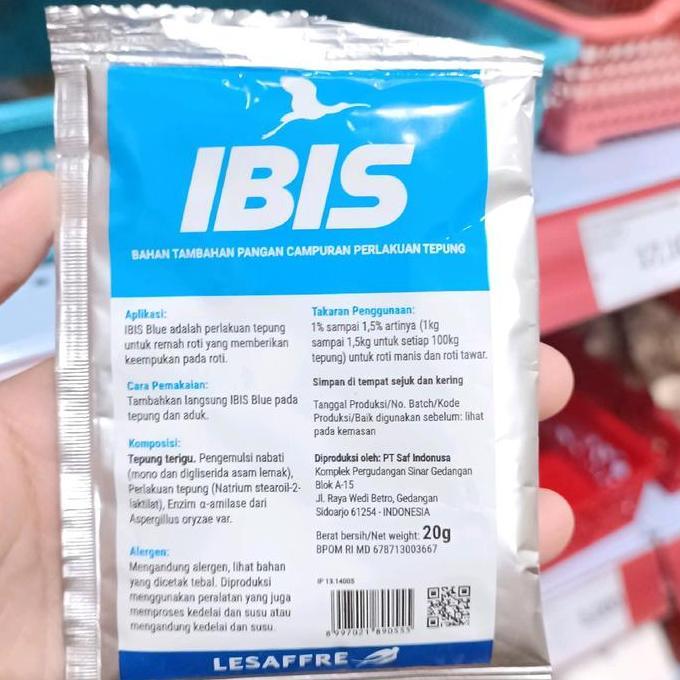 IBIS
BAHAN TAMBAHAN PANGAN CAMPURAN PERLAKUAN TEPUNG
Aplikasi:
IBIS Blue adalah perlakuan tepung
untuk remah roti yang memberikan
keempukan pada roti.
Cara Pemakaian:
Tambahkan langsung IBIS Blue pada
tepung dan aduk.
Komposisi:
Tepung terigu. Pengemulsi nabati
(mono dan digliserida asam lemak),
Perlakuan tepung (Natrium stearoil-2-
laktilat), Enzim α-amilase dari
Aspergillus oryzae var.
Alergen:
Mengandung alergen, lihat bahan
yang dicetak tebal. Diproduksi
menggunakan peralatan yang juga
memproses kedelai dan susu atau
mengandung kedelai dan susu.
Takaran Penggunaan:
1% sampai 1,5% artinya (1kg
sampai 1,5kg untuk setiap 100kg
tepung) untuk roti manis dan roti tawar.
Simpan di tempat sejuk dan kering
Tanggal Produksi/No. Batch/Kode
Produksi/Baik digunakan sebelum: lihat
pada kemasan
Diproduksi oleh: PT Saf Indonusa
Komplek Pergudangan Sinar Gedangan
Blok A-15
Jl. Raya Wedi Betro, Gedangan
Sidoarjo 61254 - INDONESIA
Berat bersih/Net weight: 20g
BPOM RI MD 678713003667
IP 13.14005
8 997021 890555
LESAFFRE